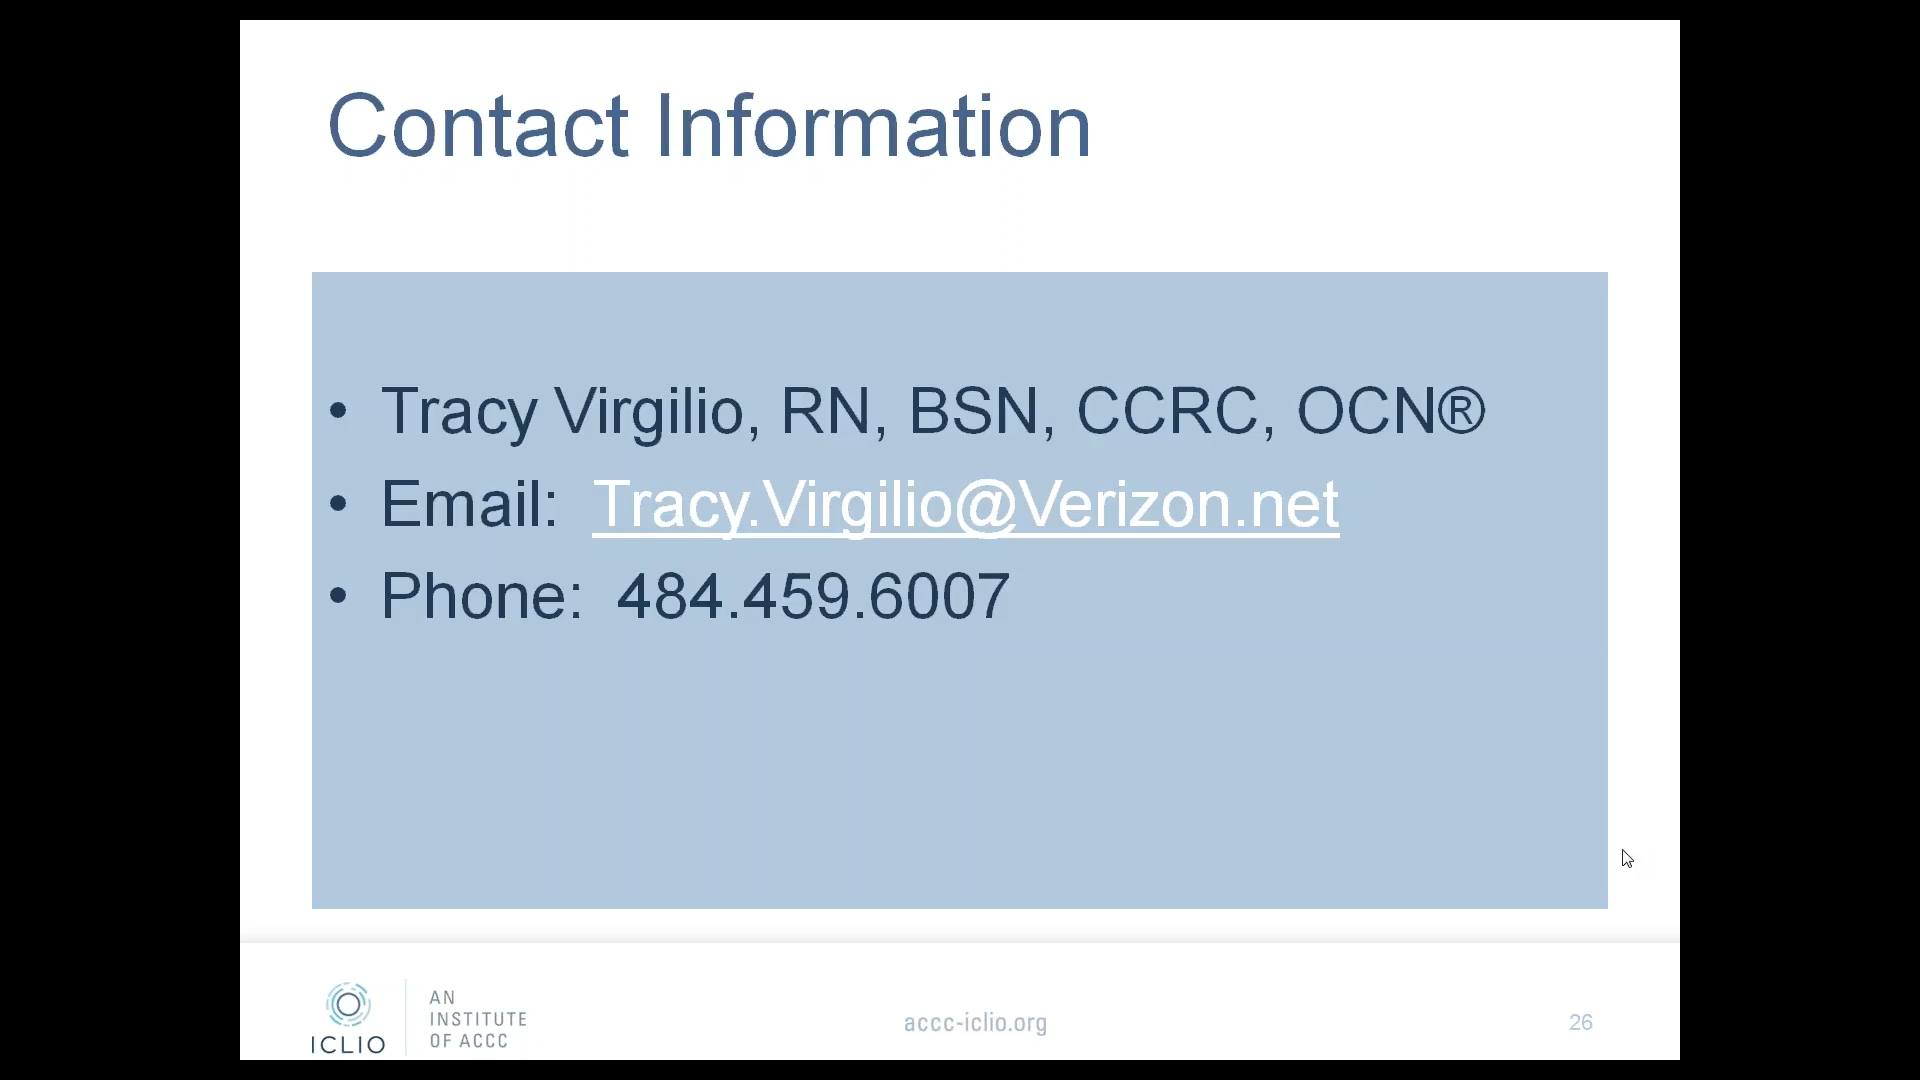 Contact Information
• Tracy Virgilio, RN, BSN, CCRC, OCN®
• Email: Tracy.Virgilio@Verizon.net
• Phone: 484.459.6007
ICLIO
AN
INSTITUTE
OF ACCC
accc-iclio.org
26